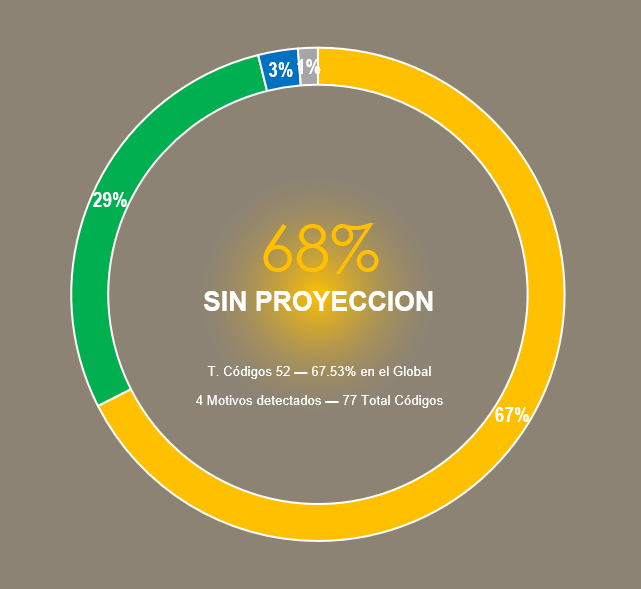 3%
1%
29%
68%
SIN PROYECCION
T. Códigos 52 — 67.53% en el Global
4 Motivos detectados — 77 Total Códigos
67%